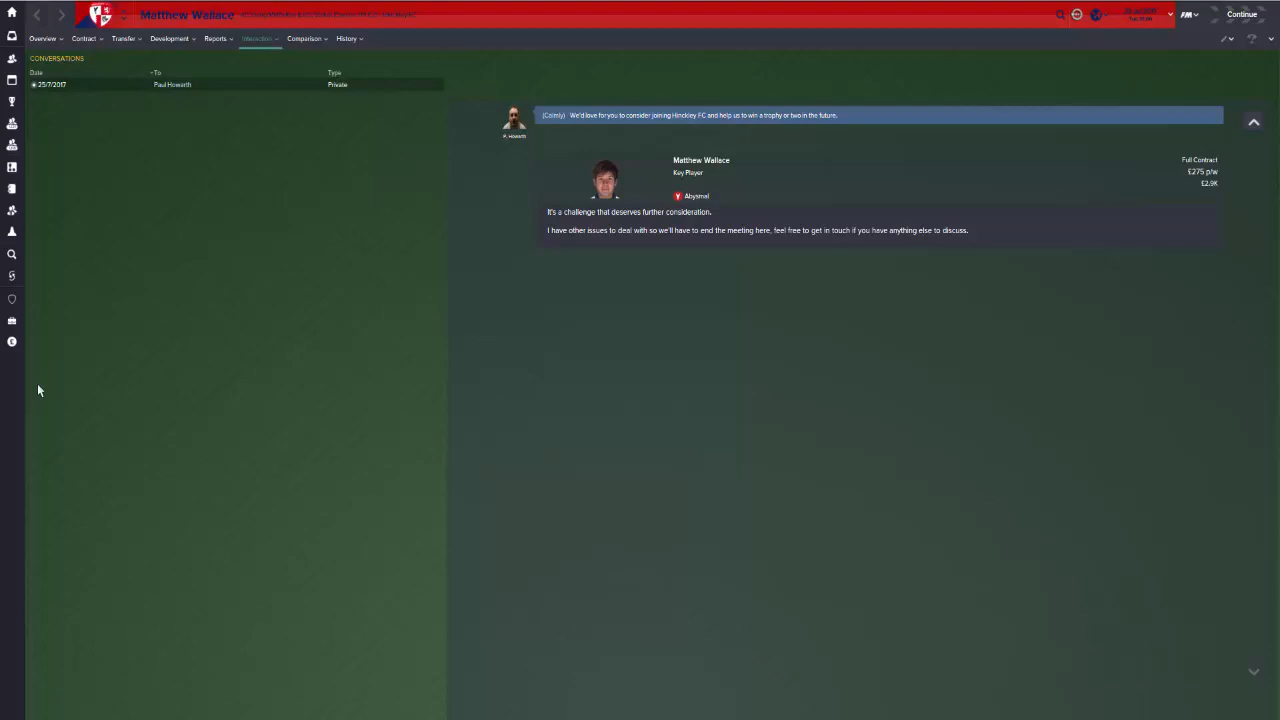 Matthew Wallace
Continue
Overview Contract Transfer Development Reports Interaction Comparison History
CONVERSATIONS
Date To Type
25/7/2017 Paul Howarth Private
(Calmly) We'd love for you to consider joining Hinckley FC and help us to win a trophy or two in the future.
P. Howarth
Matthew Wallace Full Contract
Key Player £275 p/w
£2.9K
Abysmal
It's a challenge that deserves further consideration.
I have other issues to deal with so we'll have to end the meeting here, feel free to get in touch if you have anything else to discuss.